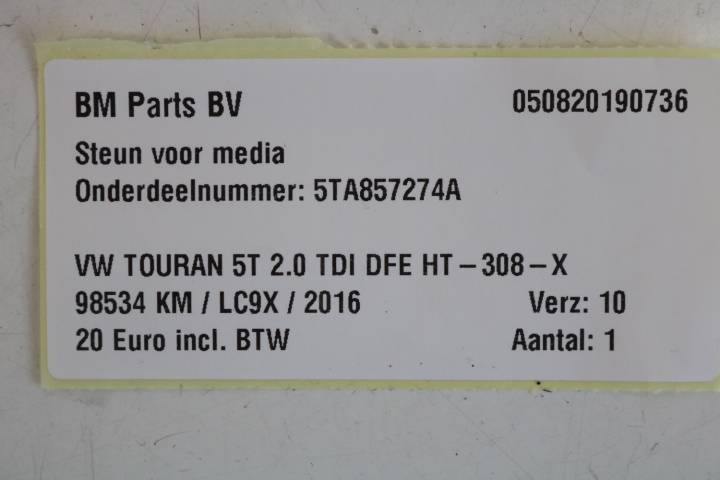 BM Parts BV 050820190736
Steun voor media
Onderdeelnummer: 5TA857274A
VW TOURAN 5T 2.0 TDI DFE HT-308-X
98534 KM / LC9X / 2016 Verz: 10
20 Euro incl. BTW Aantal: 1